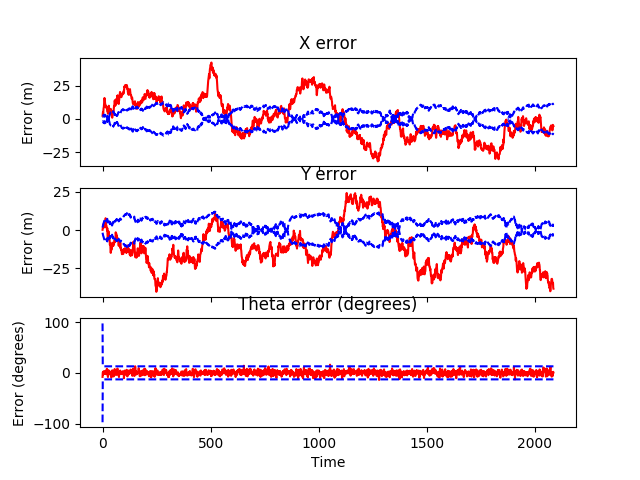 X error
25
0
−25
Error (m)
Y error
25
0
−25
Error (m)
Theta error (degrees)
100
0
−100
Error (degrees)
0 500 1000 1500 2000
Time